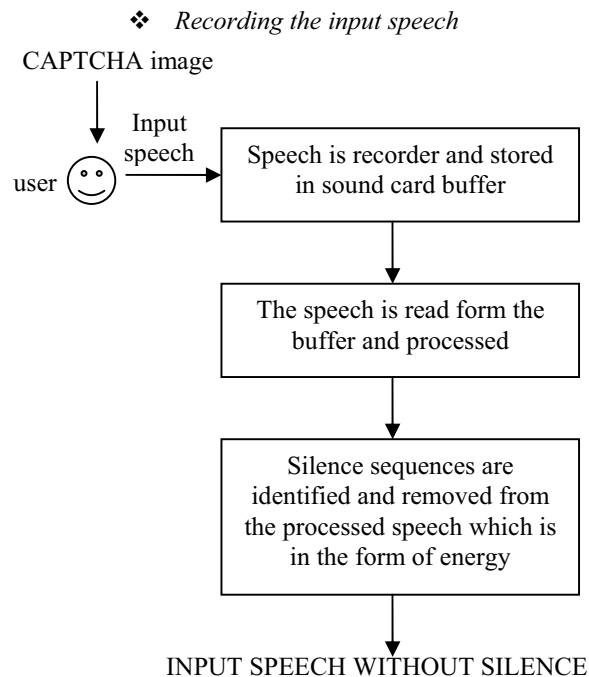 ❖ Recording the input speech
CAPTCHA image
Input
speech
user
Speech is recorder and stored
in sound card buffer
The speech is read form the
buffer and processed
Silence sequences are
identified and removed from
the processed speech which is
in the form of energy
INPUT SPEECH WITHOUT SILENCE